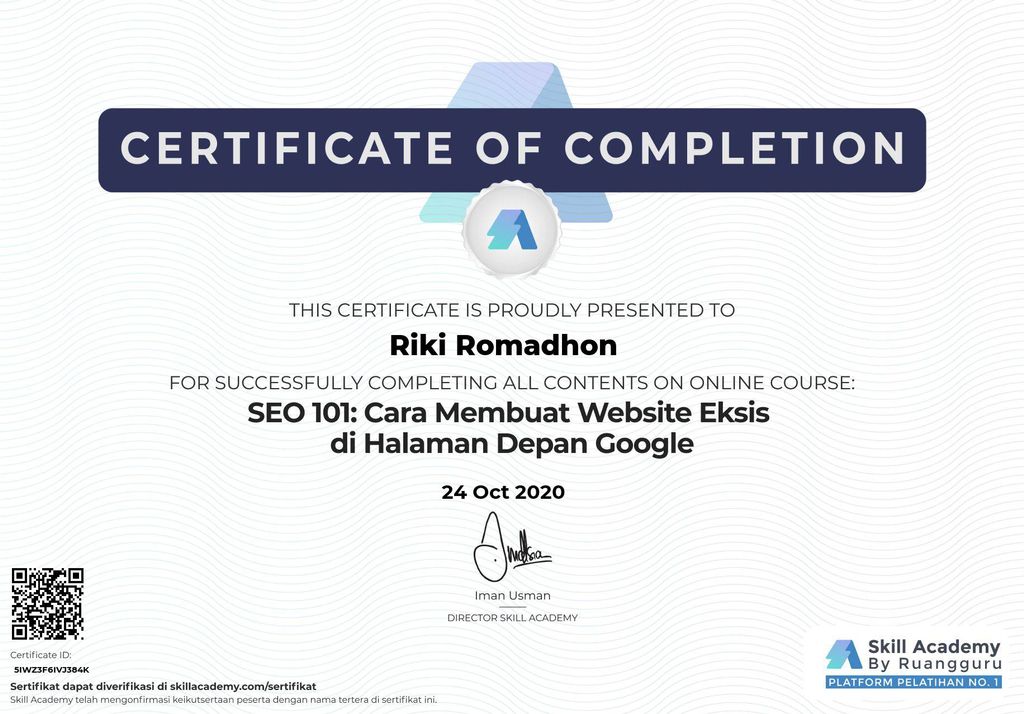 CERTIFICATE OF COMPLETION
THIS CERTIFICATE IS PROUDLY PRESENTED TO
Riki Romadhon
FOR SUCCESSFULLY COMPLETING ALL CONTENTS ON ONLINE COURSE:
SEO 101: Cara Membuat Website Eksis
di Halaman Depan Google
24 Oct 2020
Iman Usman
DIRECTOR SKILL ACADEMY
Certificate ID:
5IWZ3F6IVJ384K
Sertifikat dapat diverifikasi di skillacademy.com/sertifikat
Skill Academy telah mengonfirmasi keikutsertaan peserta dengan nama tertera di sertifikat ini.
Skill Academy
By Ruangguru
PLATFORM PELATIHAN NO. 1